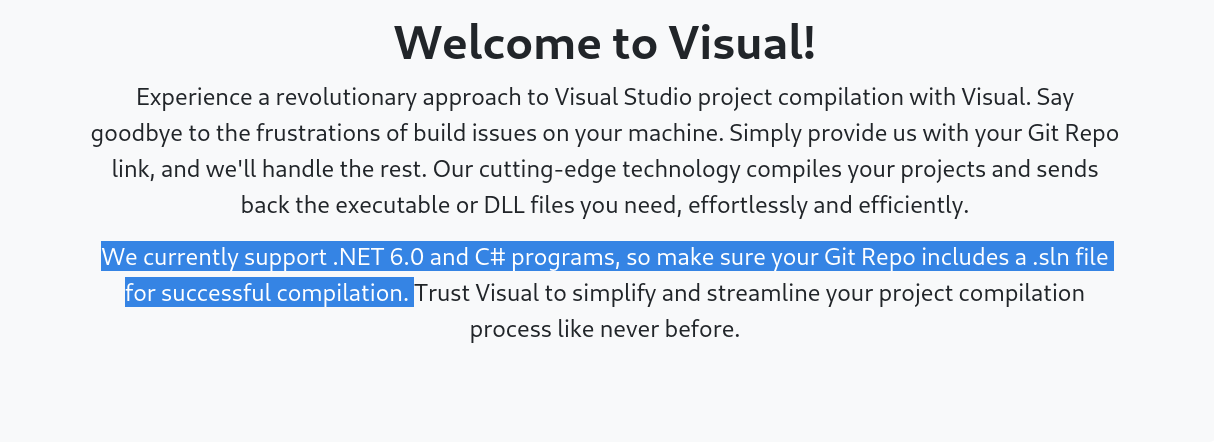 Welcome to Visual!
Experience a revolutionary approach to Visual Studio project compilation with Visual. Say
goodbye to the frustrations of build issues on your machine. Simply provide us with your Git Repo
link, and we'll handle the rest. Our cutting-edge technology compiles your projects and sends
back the executable or DLL files you need, effortlessly and efficiently.
We currently support .NET 6.0 and C# programs, so make sure your Git Repo includes a .sln file
for successful compilation. Trust Visual to simplify and streamline your project compilation
process like never before.